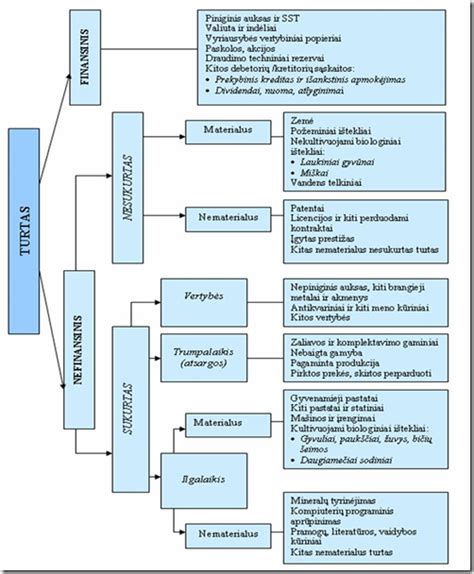 TURTAS
FINANSINIS
Piniginis auksas ir SST
Valiuta ir indėliai
Vyriausybės vertybiniai popieriai
Paskolos, akcijos
Draudimo techniniai rezervai
Kitos debetorių /kretitorių sąskaitos:
• Prekybinis kreditas ir išankstinis apmokėjimas
• Dividendai, nuoma, atlyginimai
NEFINANSINIS
NESUKURTAS
Materialus
Žemė
Požeminiai ištekliai
Nekultivuojami biologiniai
ištekliai:
• Laukiniai gyvūnai
• Miškai
Vandens telkiniai
Nematerialus
Patentai
Licencijos ir kiti perduodami
kontraktai
Įgytas prestižas
Kitas nematerialus nesukurtas turtas
SUKURTAS
Vertybės
Nepiniginis auksas, kiti brangieji
metalai ir akmenys
Antikvariniai ir kiti meno kūriniai
Kitos vertybės
Trumpalaikis
(atsargos)
Žaliavos ir komplektavimo gaminiai
Nebaigta gamyba
Pagaminta produkcija
Pirktos prekės, skirtos perparduoti
Ilgalaikis
Materialus
Gyvenamieji pastatai
Kiti pastatai ir statiniai
Mašinos ir įrengimai
Kultivuojami biologiniai ištekliai:
• Gyvuliai, paukščiai, žuvys, bičių
šeimos
• Daugiamečiai sodiniai
Nematerialus
Mineralų tyrinėjimas
Kompiuterių programinis
aprūpinimas
Pramogų, literatūros, vaidybos
kūriniai
Kitas nematerialus turtas